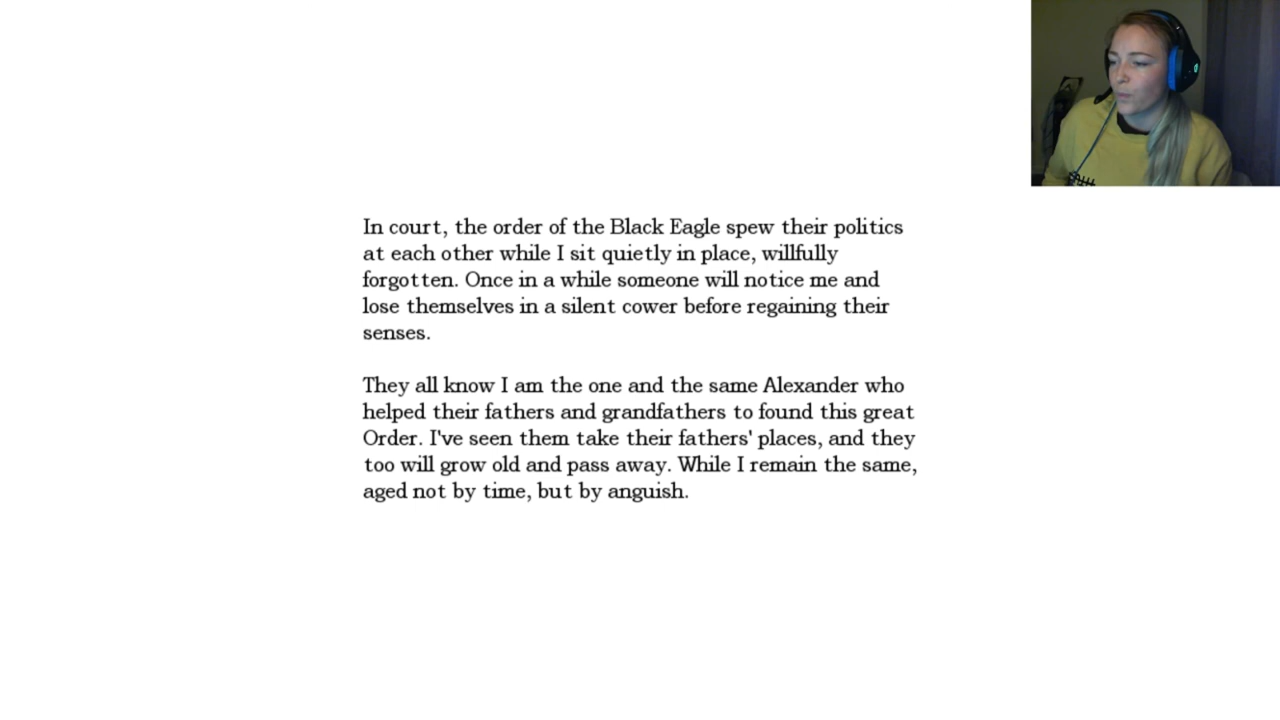 In court, the order of the Black Eagle spew their politics
at each other while I sit quietly in place, willfully
forgotten. Once in a while someone will notice me and
lose themselves in a silent cower before regaining their
senses.
They all know I am the one and the same Alexander who
helped their fathers and grandfathers to found this great
Order. I've seen them take their fathers' places, and they
too will grow old and pass away. While I remain the same,
aged not by time, but by anguish.